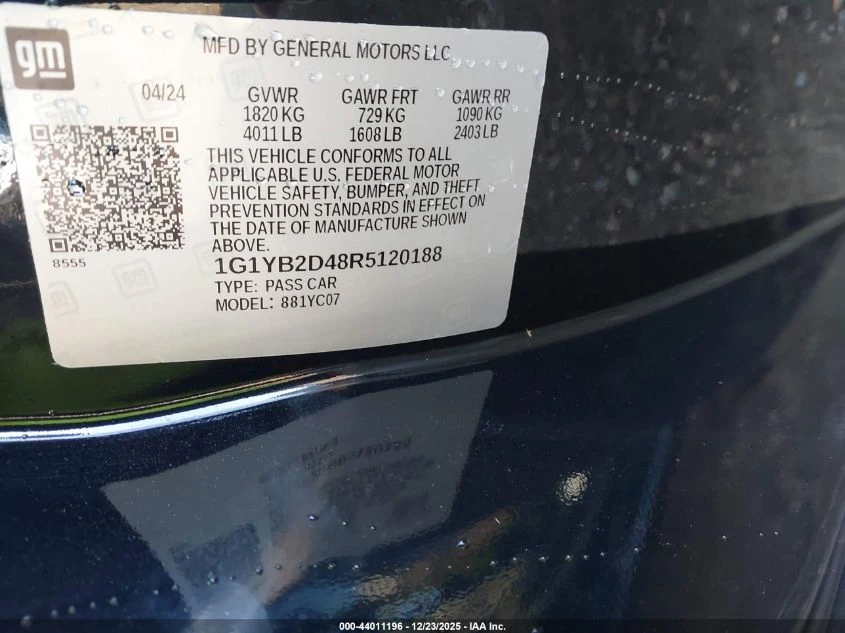 gm
MFD BY GENERAL MOTORS LLC
04/24
GVWR GAWR FRT GAWR RR
1820 KG 729 KG 1090 KG
4011 LB 1608 LB 2403 LB
THIS VEHICLE CONFORMS TO ALL
APPLICABLE U.S. FEDERAL MOTOR
VEHICLE SAFETY, BUMPER, AND THEFT
PREVENTION STANDARDS IN EFFECT ON
THE DATE OF MANUFACTURE SHOWN
ABOVE.
8555
1G1YB2D48R5120188
TYPE: PASS CAR
MODEL: 881YC07
000-44011196 - 12/23/2025 - IAA Inc.